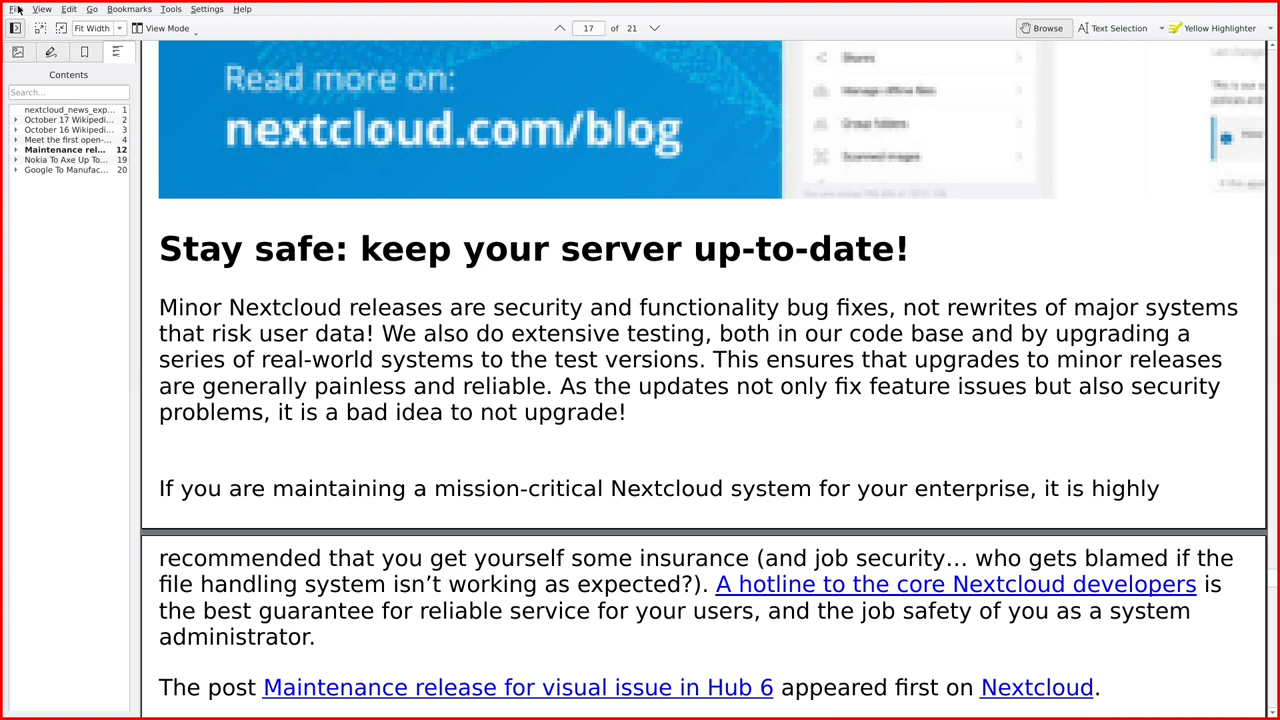 File View Edit Go Bookmarks Tools Settings Help
Fit Width View Mode 17 of 21 Browse Text Selection Yellow Highlighter
Contents
Search...
nextcloud_news_exp... 1
October 17 Wikipedi... 2
October 16 Wikipedi... 3
Meet the first open-... 4
Maintenance rel... 12
Nokia To Axe Up To... 19
Google To Manufac... 20
Read more on:
nextcloud.com/blog
Shares
Manage offline files
Group folders
Scanned images
Stay safe: keep your server up-to-date!
Minor Nextcloud releases are security and functionality bug fixes, not rewrites of major systems
that risk user data! We also do extensive testing, both in our code base and by upgrading a
series of real-world systems to the test versions. This ensures that upgrades to minor releases
are generally painless and reliable. As the updates not only fix feature issues but also security
problems, it is a bad idea to not upgrade!
If you are maintaining a mission-critical Nextcloud system for your enterprise, it is highly
recommended that you get yourself some insurance (and job security… who gets blamed if the
file handling system isn’t working as expected?). A hotline to the core Nextcloud developers is
the best guarantee for reliable service for your users, and the job safety of you as a system
administrator.
The post Maintenance release for visual issue in Hub 6 appeared first on Nextcloud.